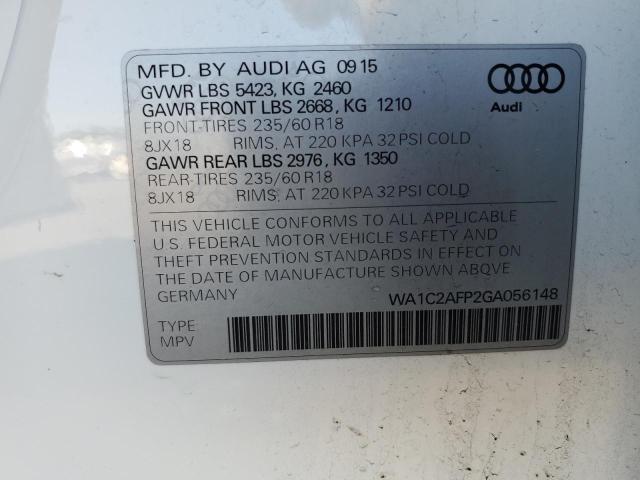 MFD. BY AUDI AG 09 15
GVWR LBS 5423, KG 2460
GAWR FRONT LBS 2668, KG 1210
FRONT-TIRES 235/60 R18
8JX18 RIMS, AT 220 KPA 32 PSI COLD
GAWR REAR LBS 2976, KG 1350
REAR-TIRES 235/60 R18
8JX18 RIMS, AT 220 KPA 32 PSI COLD
Audi
THIS VEHICLE CONFORMS TO ALL APPLICABLE
U.S. FEDERAL MOTOR VEHICLE SAFETY AND
THEFT PREVENTION STANDARDS IN EFFECT ON
THE DATE OF MANUFACTURE SHOWN ABOVE
GERMANY WA1C2AFP2GA056148
TYPE
MPV